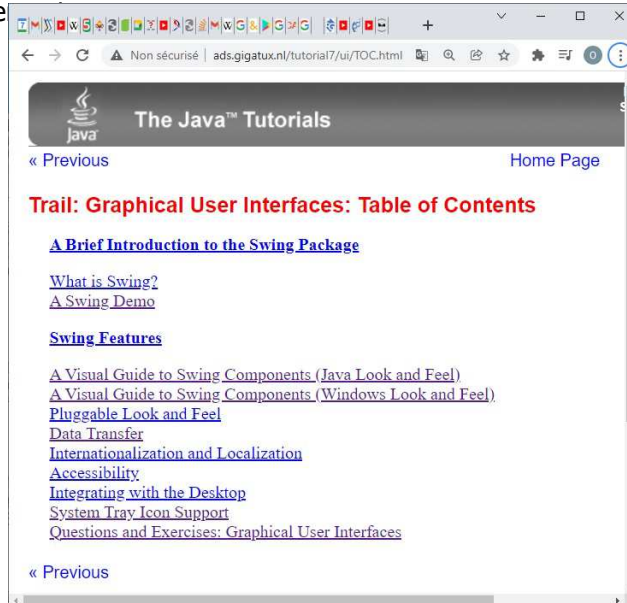 e
Non sécurisé | ads.gigatux.nl/tutorial7/ui/TOC.html
Java
The Java™ Tutorials
« Previous
Home Page
Trail: Graphical User Interfaces: Table of Contents
A Brief Introduction to the Swing Package
What is Swing?
A Swing Demo
Swing Features
A Visual Guide to Swing Components (Java Look and Feel)
A Visual Guide to Swing Components (Windows Look and Feel)
Pluggable Look and Feel
Data Transfer
Internationalization and Localization
Accessibility
Integrating with the Desktop
System Tray Icon Support
Questions and Exercises: Graphical User Interfaces
« Previous